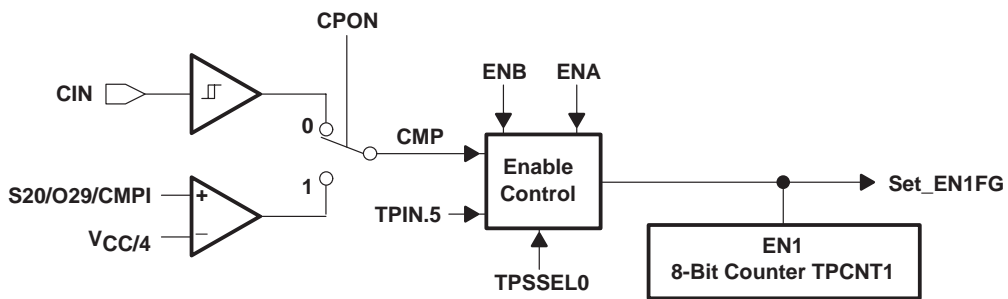 CPON
CIN
0
1
S20/O29/CMPI
+
VCC/4
−
CMP
TPIN.5
ENB
ENA
Enable
Control
TPSSEL0
Set_EN1FG
EN1
8-Bit Counter TPCNT1